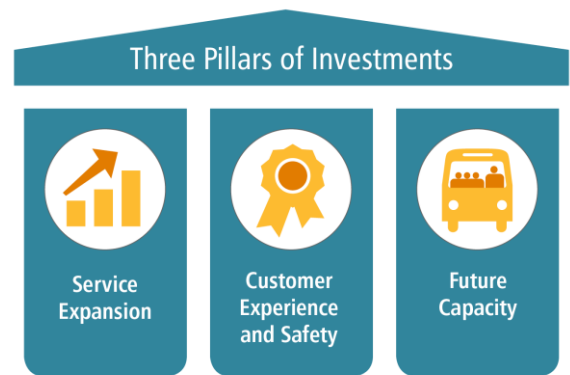 Three Pillars of Investments
Service
Expansion
Customer
Experience
and Safety
Future
Capacity